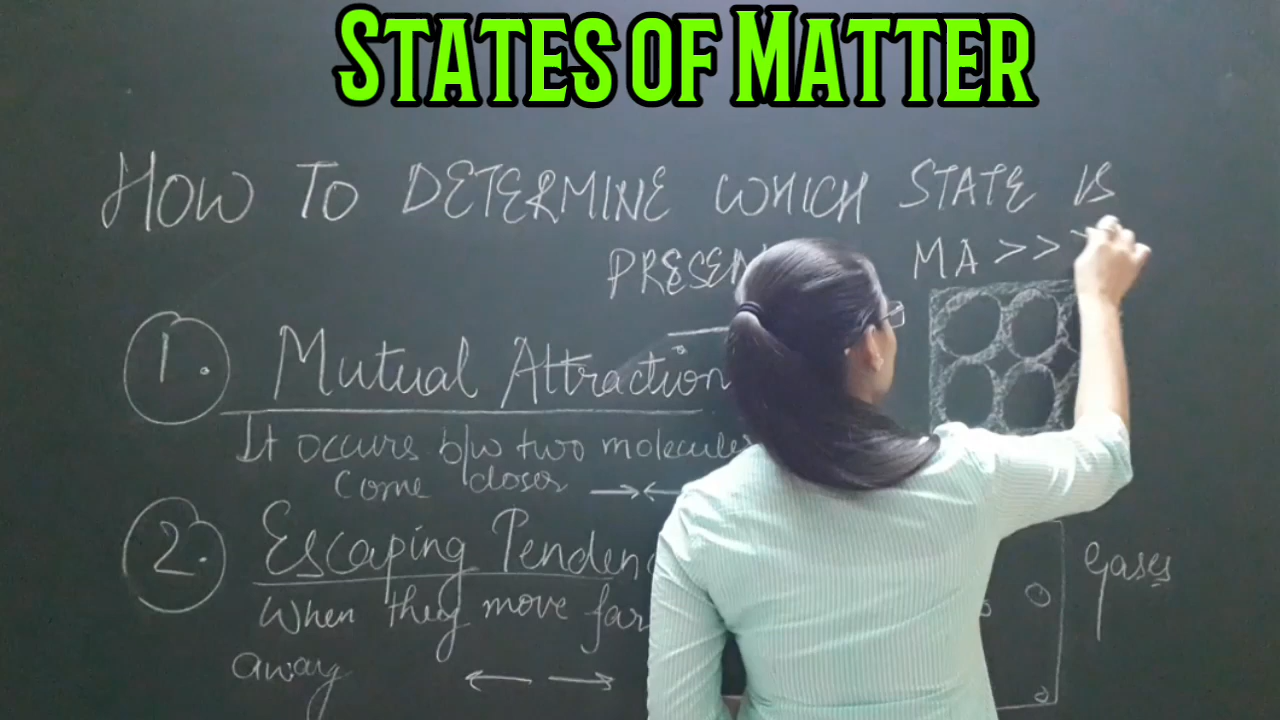 STATES OF MATTER
HOW TO DETERMINE WHICH STATE IS
PRESEN
MA >>>
1. Mutual Attraction
It occurs b/w two molecules
come closer →←
2. Escaping Tenden
When they move far
away ← →
Gases